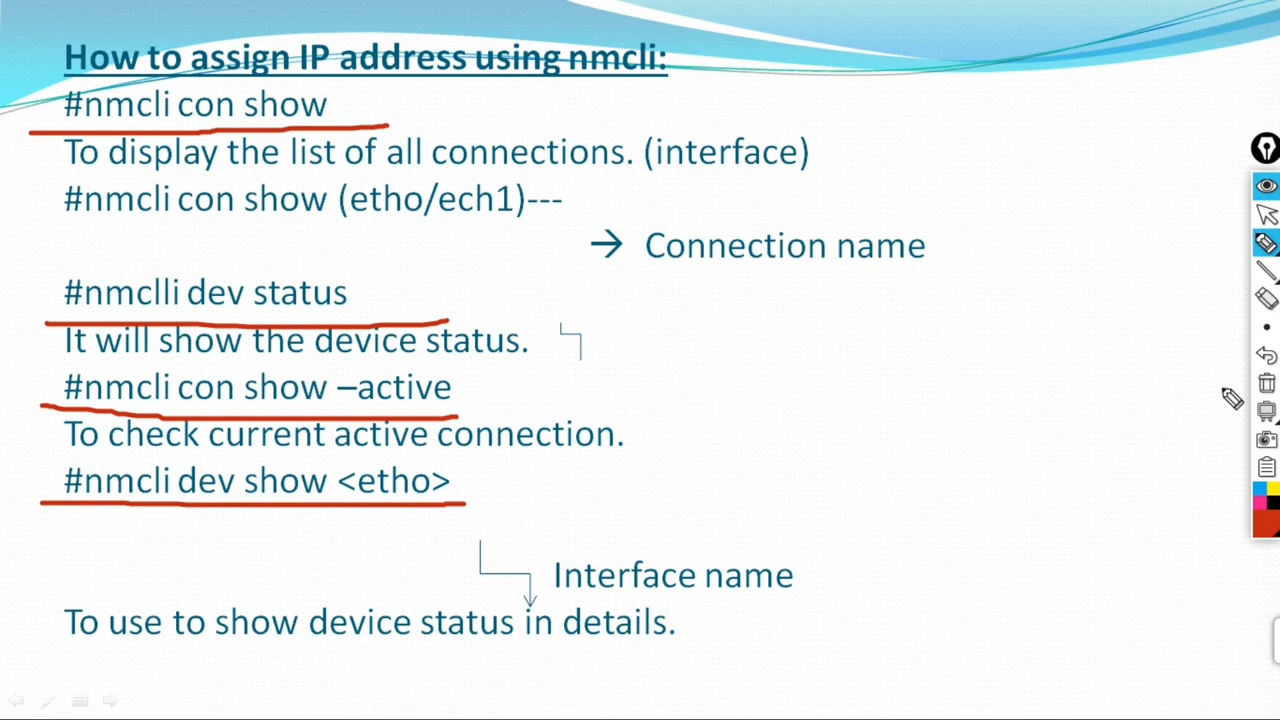 How to assign IP address using nmcli:
#nmcli con show
To display the list of all connections. (interface)
#nmcli con show (etho/ech1)---
→ Connection name
#nmclli dev status
It will show the device status.
#nmcli con show –active
To check current active connection.
#nmcli dev show <etho>
Interface name
To use to show device status in details.